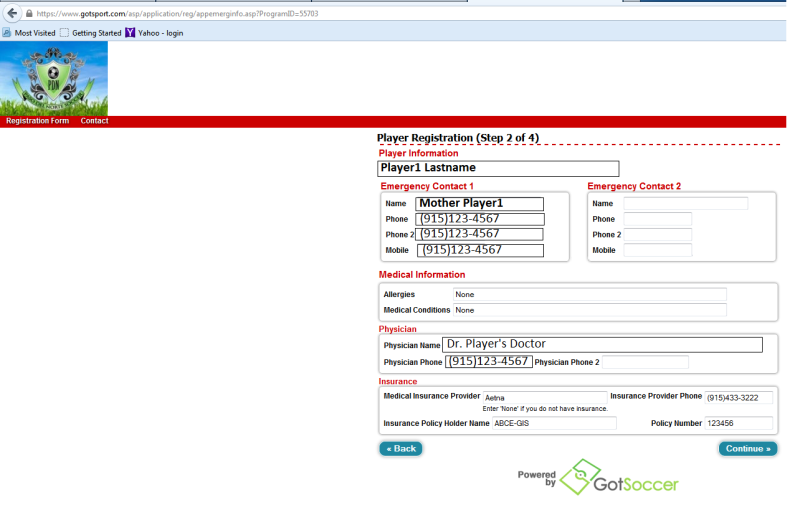 https://www.gotsport.com/asp/application/reg/appemerginfo.asp?ProgramID=55703
Most Visited Getting Started Yahoo - login
PDN
Registration Form Contact
Player Registration (Step 2 of 4)
Player Information
Player1 Lastname
Emergency Contact 1
Name Mother Player1
Phone (915)123-4567
Phone 2 (915)123-4567
Mobile (915)123-4567
Emergency Contact 2
Name
Phone
Phone 2
Mobile
Medical Information
Allergies None
Medical Conditions None
Physician
Physician Name Dr. Player's Doctor
Physician Phone (915)123-4567 Physician Phone 2
Insurance
Medical Insurance Provider Aetna Insurance Provider Phone (915)433-3222
Enter 'None' if you do not have insurance.
Insurance Policy Holder Name ABCE-GIS Policy Number 123456
« Back Continue »
Powered by GotSoccer